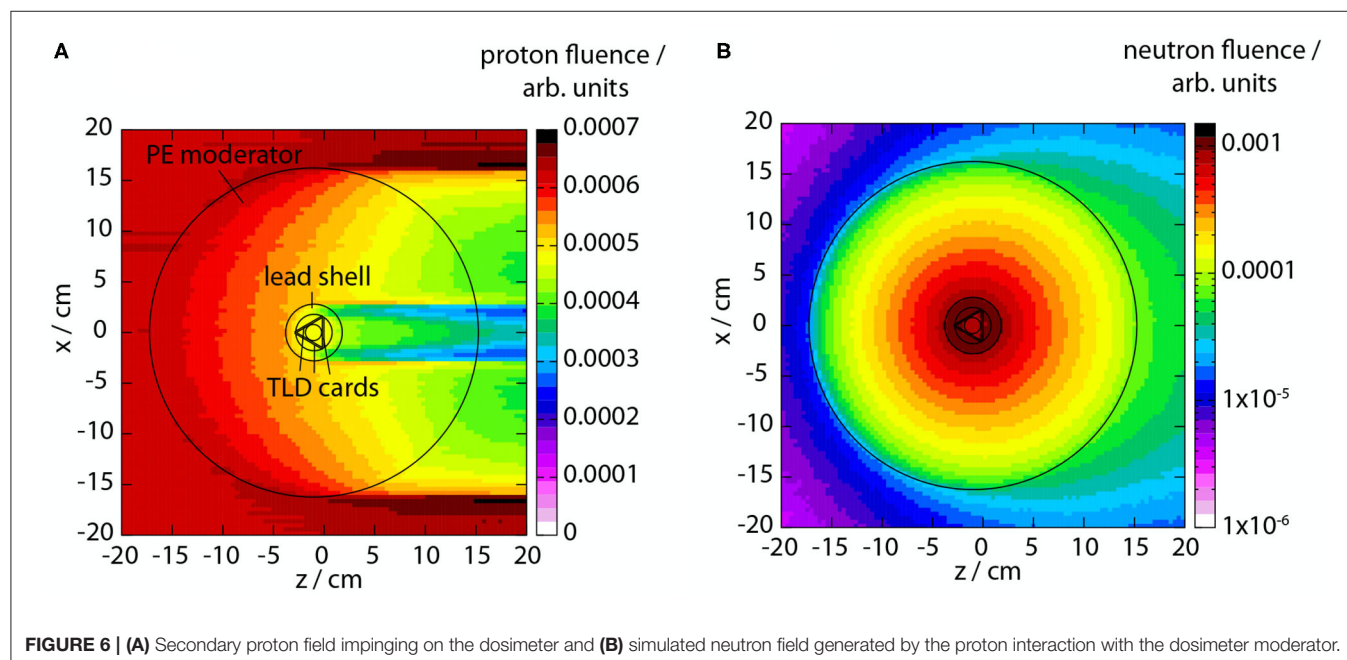 A
proton fluence /
arb. units
20
15
10
5
0
-5
-10
-15
-20
x / cm
-20 -15 -10 -5 0 5 10 15 20
z / cm
PE moderator
lead shell
TLD cards
0.0007
0.0006
0.0005
0.0004
0.0003
0.0002
0.0001
0
B
neutron fluence /
arb. units
20
15
10
5
0
-5
-10
-15
-20
x / cm
-20 -15 -10 -5 0 5 10 15 20
z / cm
0.001
0.0001
1x10⁻⁵
1x10⁻⁶
FIGURE 6 | (A) Secondary proton field impinging on the dosimeter and (B) simulated neutron field generated by the proton interaction with the dosimeter moderator.